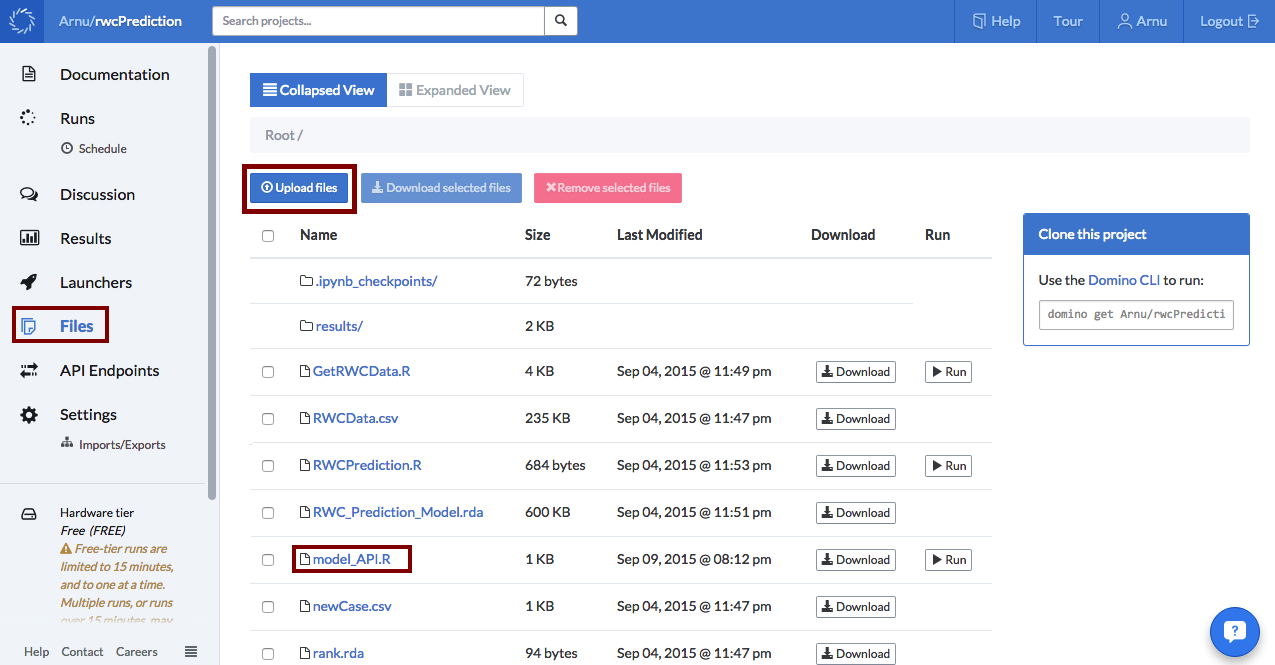 Arnu/rwcPrediction
Search projects...
Help
Tour
Arnu
Logout
Documentation
Runs
Schedule
Discussion
Results
Launchers
Files
API Endpoints
Settings
Imports/Exports
Hardware tier
Free (FREE)
Free-tier runs are
limited to 15 minutes,
and to one at a time.
Multiple runs, or runs
over 15 minutes, may
Help Contact Careers
Collapsed View Expanded View
Root /
Upload files Download selected files Remove selected files
Name Size Last Modified Download Run
.ipynb_checkpoints/ 72 bytes
results/ 2 KB
GetRWCData.R 4 KB Sep 04, 2015 @ 11:49 pm Download Run
RWCData.csv 235 KB Sep 04, 2015 @ 11:47 pm Download
RWCPrediction.R 684 bytes Sep 04, 2015 @ 11:53 pm Download Run
RWC_Prediction_Model.rda 600 KB Sep 04, 2015 @ 11:51 pm Download
model_API.R 1 KB Sep 09, 2015 @ 08:12 pm Download Run
newCase.csv 1 KB Sep 04, 2015 @ 11:47 pm Download
rank.rda 94 bytes Sep 04, 2015 @ 11:47 pm Download
Clone this project
Use the Domino CLI to run:
domino get Arnu/rwcPredicti